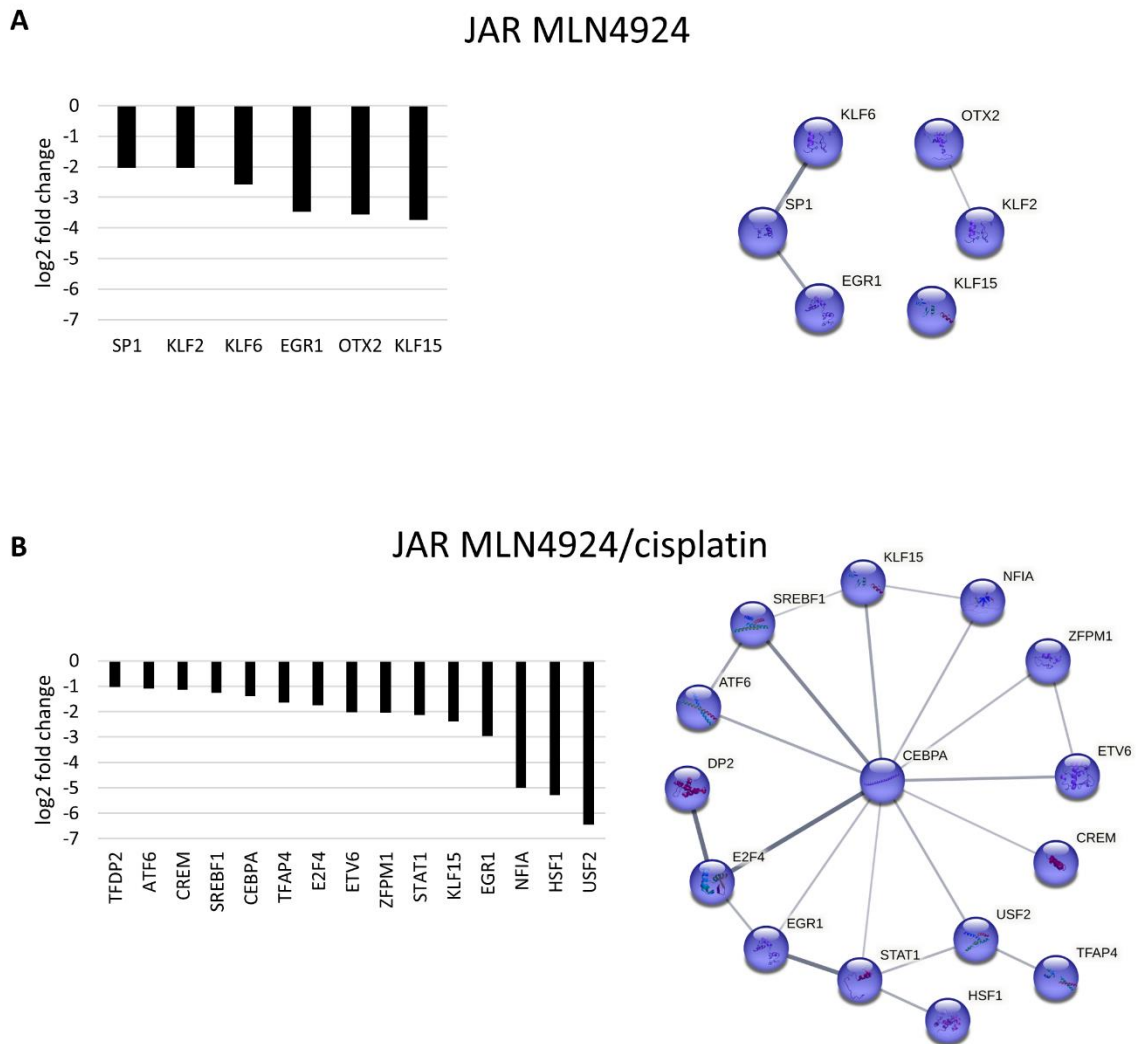 A
JAR MLN4924
0
-1
-2
-3
-4
-5
-6
-7
log2 fold change
SP1 KLF2 KLF6 EGR1 OTX2 KLF15
KLF6
OTX2
SP1
KLF2
EGR1
KLF15
B
JAR MLN4924/cisplatin
0
-1
-2
-3
-4
-5
-6
-7
log2 fold change
TFDP2 ATF6 CREM SREBF1 CEBPA TFAP4 E2F4 ETV6 ZFPM1 STAT1 KLF15 EGR1 NFIA HSF1 USF2
KLF15
NFIA
SREBF1
ZFPM1
ATF6
CEBPA
ETV6
DP2
CREM
E2F4
USF2
EGR1
STAT1
TFAP4
HSF1